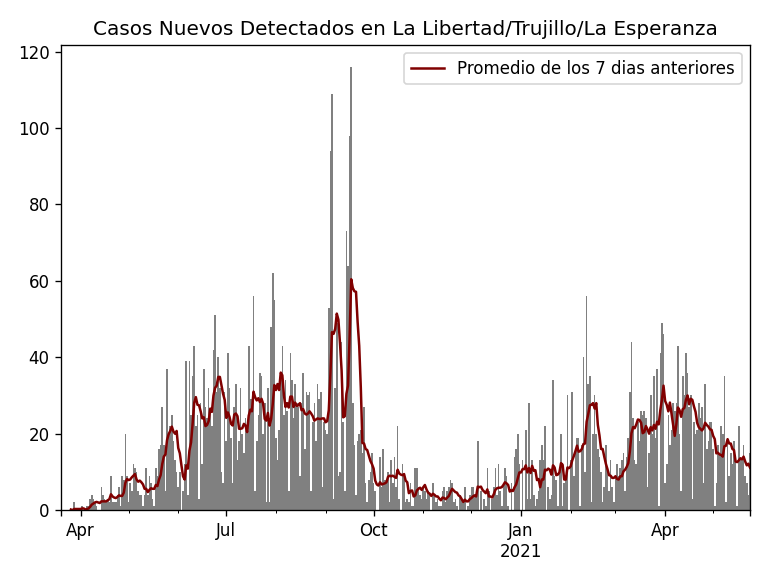 Casos Nuevos Detectados en La Libertad/Trujillo/La Esperanza
Promedio de los 7 dias anteriores
120
100
80
60
40
20
0
Apr
Jul
Oct
Jan
2021
Apr